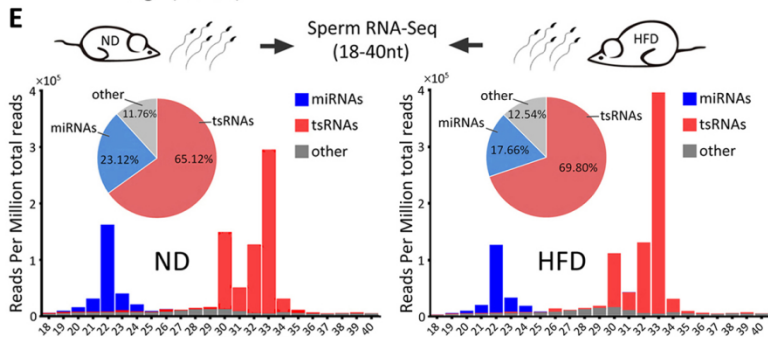 E
ND
Sperm RNA-Seq
(18-40nt)
HFD
×10⁵
4
3
2
1
0
Reads Per Million total reads
other
11.76%
miRNAs
23.12%
tsRNAs
65.12%
miRNAs
tsRNAs
other
ND
18 19 20 21 22 23 24 25 26 27 28 29 30 31 32 33 34 35 36 37 38 39 40
×10⁵
4
3
2
1
0
Reads Per Million total reads
other
12.54%
miRNAs
17.66%
tsRNAs
69.80%
miRNAs
tsRNAs
other
HFD
18 19 20 21 22 23 24 25 26 27 28 29 30 31 32 33 34 35 36 37 38 39 40